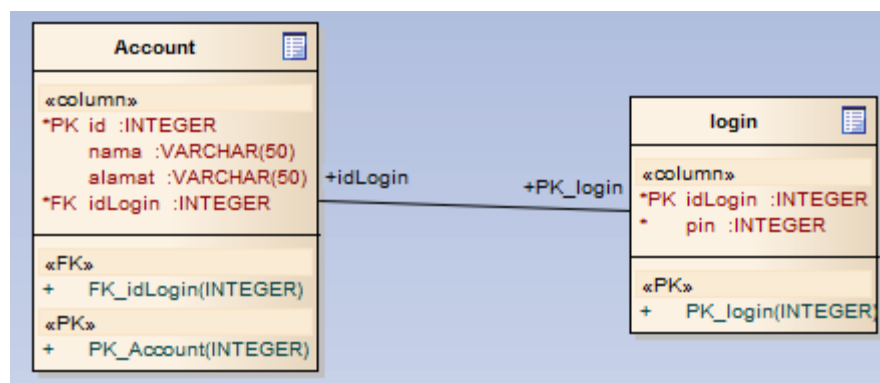 Account
«column»
*PK id :INTEGER
nama :VARCHAR(50)
alamat :VARCHAR(50)
*FK idLogin :INTEGER
«FK»
+ FK_idLogin(INTEGER)
«PK»
+ PK_Account(INTEGER)
+idLogin
+PK_login
login
«column»
*PK idLogin :INTEGER
* pin :INTEGER
«PK»
+ PK_login(INTEGER)